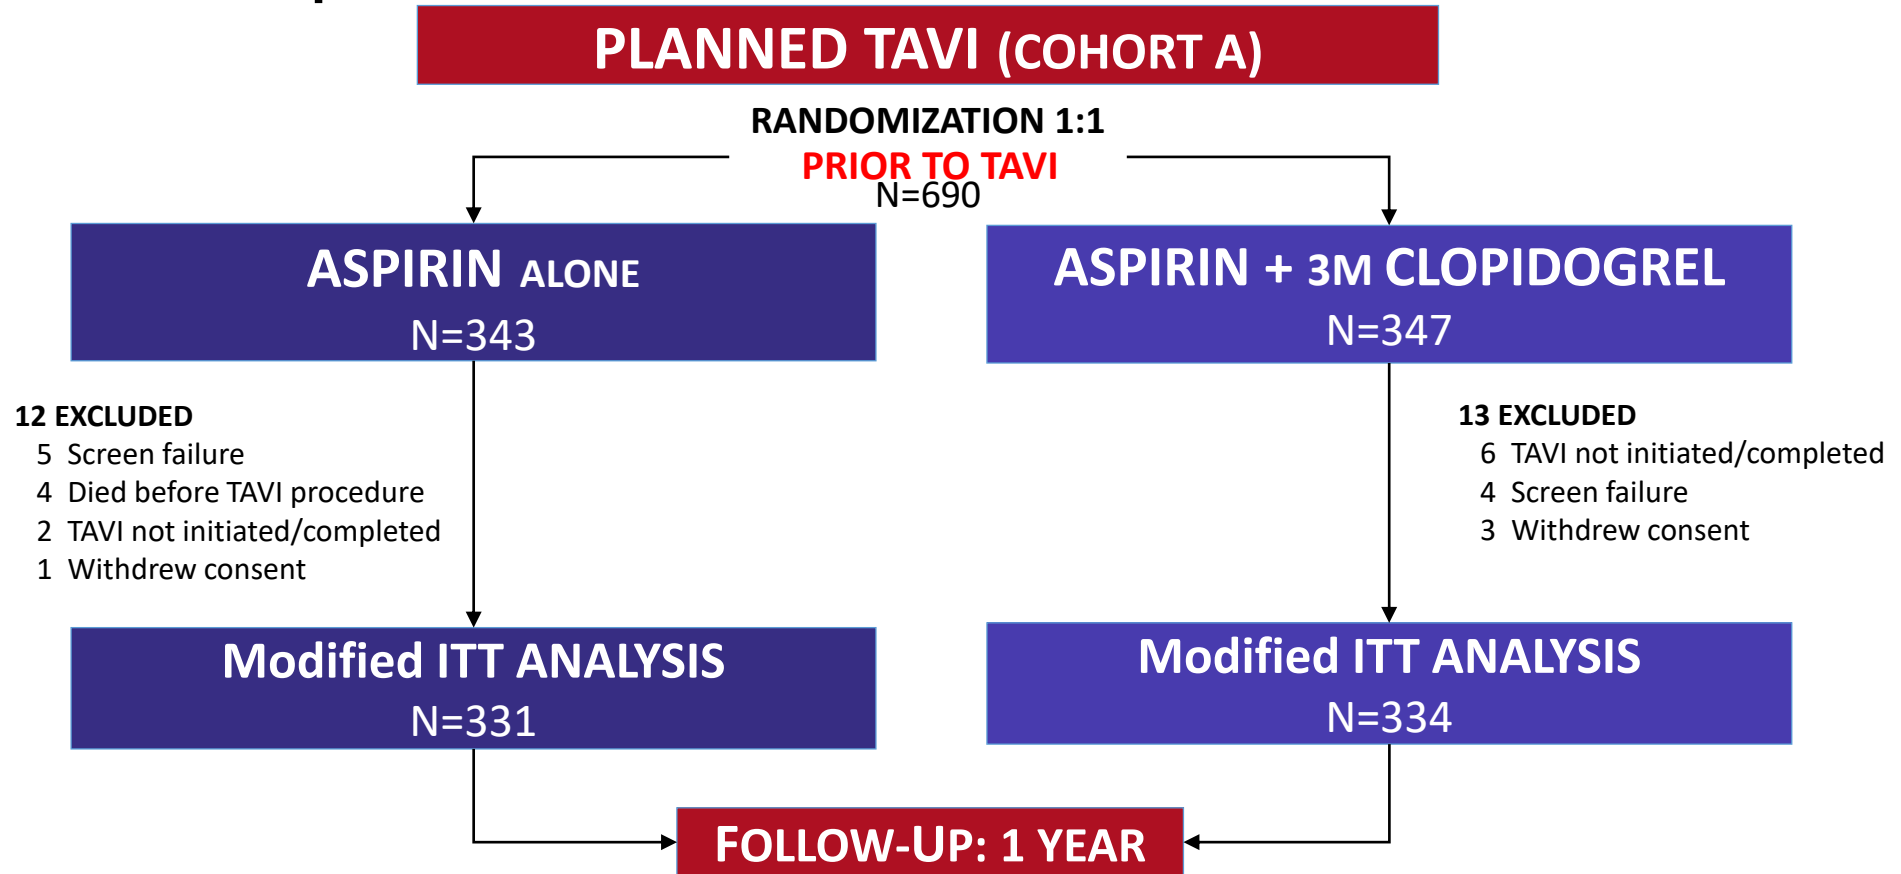 PLANNED TAVI (COHORT A)
RANDOMIZATION 1:1
PRIOR TO TAVI
N=690
ASPIRIN ALONE
N=343
ASPIRIN + 3M CLOPIDOGREL
N=347
12 EXCLUDED
5 Screen failure
4 Died before TAVI procedure
2 TAVI not initiated/completed
1 Withdrew consent
13 EXCLUDED
6 TAVI not initiated/completed
4 Screen failure
3 Withdrew consent
Modified ITT ANALYSIS
N=331
Modified ITT ANALYSIS
N=334
FOLLOW-UP: 1 YEAR